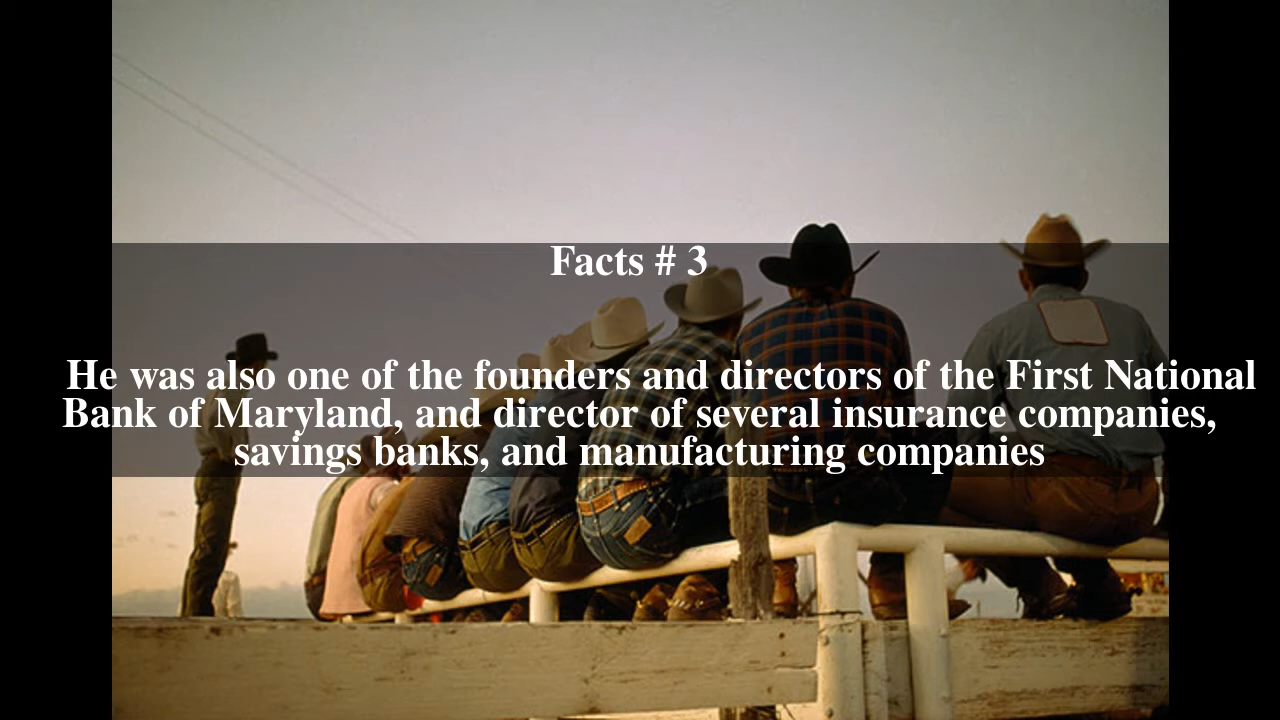 Facts # 3
He was also one of the founders and directors of the First National
Bank of Maryland, and director of several insurance companies,
savings banks, and manufacturing companies